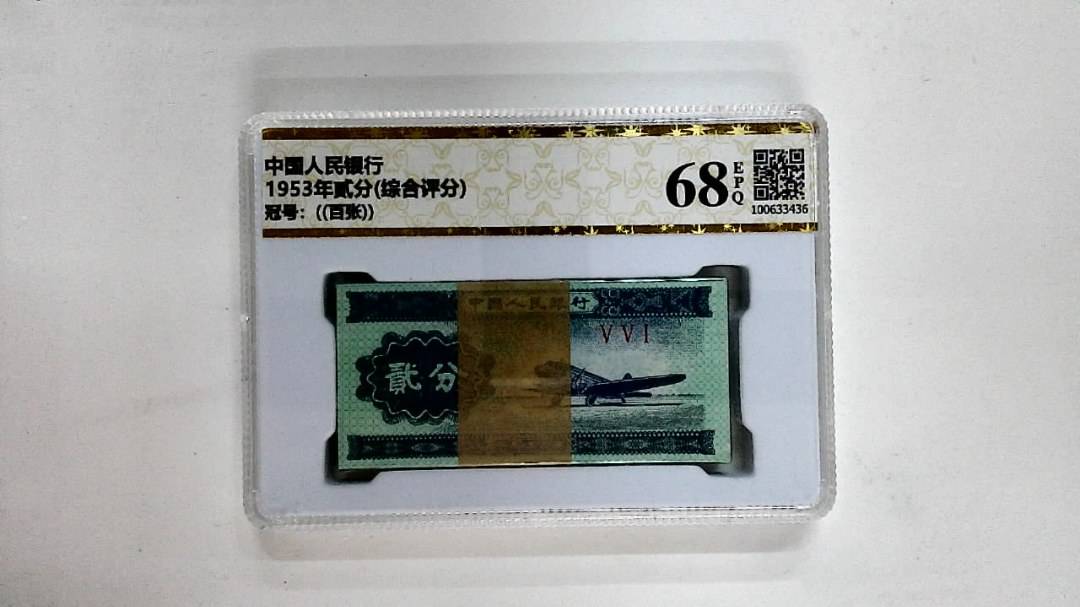 中国人民银行
1953年贰分(综合评分)
冠号：((百张))
68
EPQ
100633436
中国人民银行
VVI
貳分